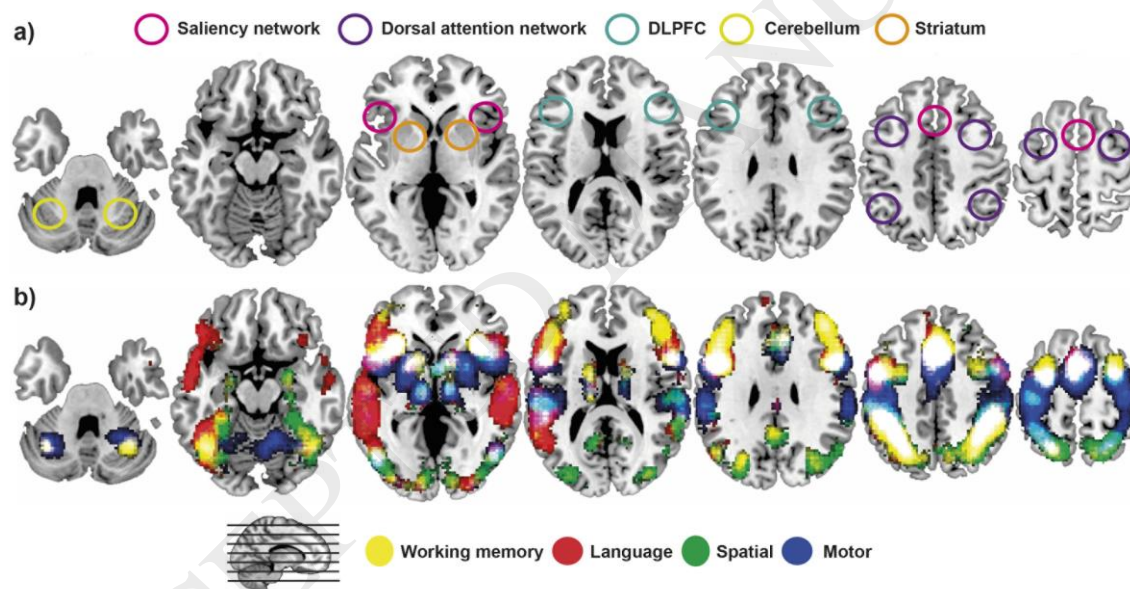 a)
Saliency network Dorsal attention network DLPFC Cerebellum Striatum
b)
Working memory Language Spatial Motor